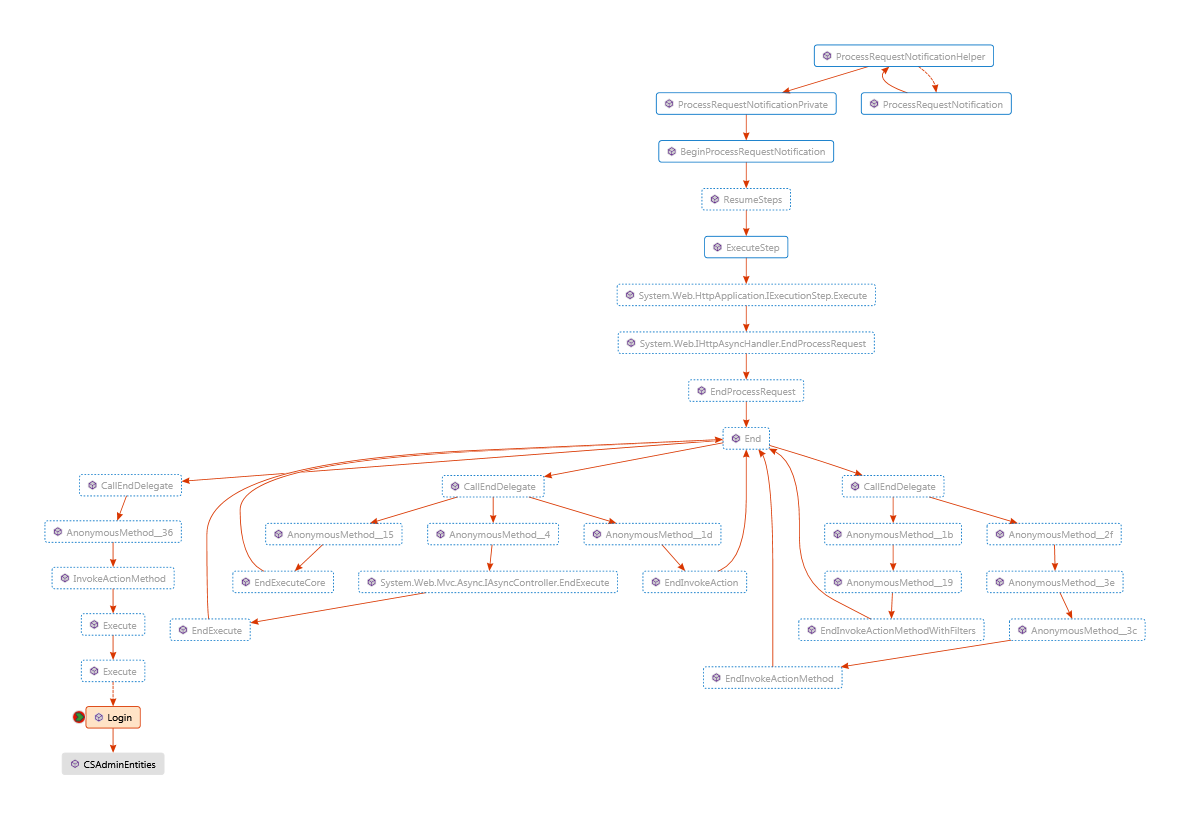 ProcessRequestNotificationHelper
ProcessRequestNotificationPrivate
ProcessRequestNotification
BeginProcessRequestNotification
ResumeSteps
ExecuteStep
System.Web.HttpApplication.IExecutionStep.Execute
System.Web.IHttpAsyncHandler.EndProcessRequest
EndProcessRequest
End
CallEndDelegate
CallEndDelegate
CallEndDelegate
AnonymousMethod__36
AnonymousMethod__15
AnonymousMethod__4
AnonymousMethod__1d
AnonymousMethod__1b
AnonymousMethod__2f
InvokeActionMethod
EndExecuteCore
System.Web.Mvc.Async.IAsyncController.EndExecute
EndInvokeAction
AnonymousMethod__19
AnonymousMethod__3e
Execute
EndExecute
EndInvokeActionMethodWithFilters
AnonymousMethod__3c
Execute
EndInvokeActionMethod
Login
CSAdminEntities